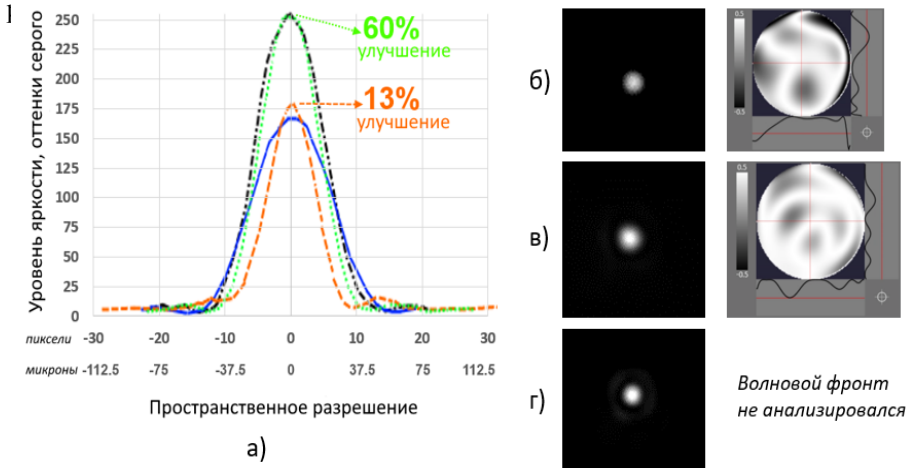 250
225
200
175
150
125
100
75
50
25
0
Уровень яркости, оттенки серого
60%
улучшение
13%
улучшение
пиксели -30 -20 -10 0 10 20 30
микроны -112.5 -75 -37.5 0 37.5 75 112.5
Пространственное разрешение
а)
б)
0.5
-0.5
в)
0.5
-0.5
г)
Волновой фронт
не анализировался